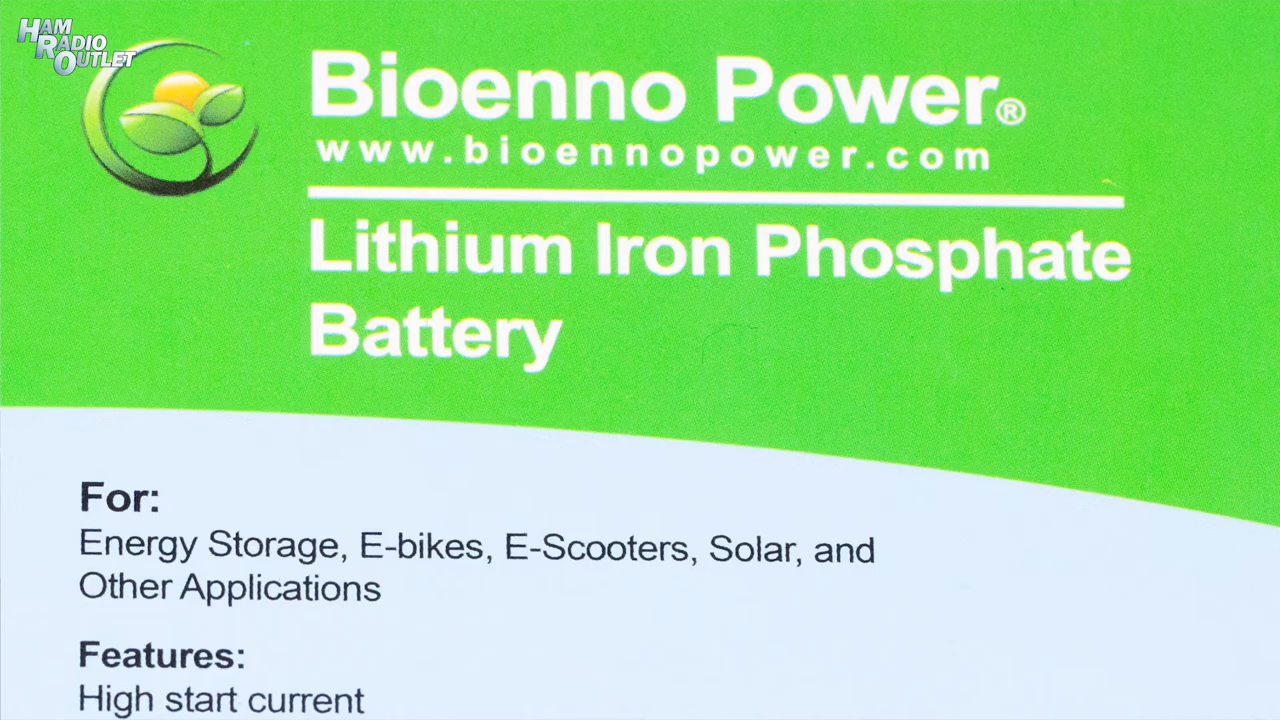 HAM
RADIO
OUTLET
Bioenno Power®
www.bioennopower.com
Lithium Iron Phosphate
Battery
For:
Energy Storage, E-bikes, E-Scooters, Solar, and
Other Applications
Features:
High start current